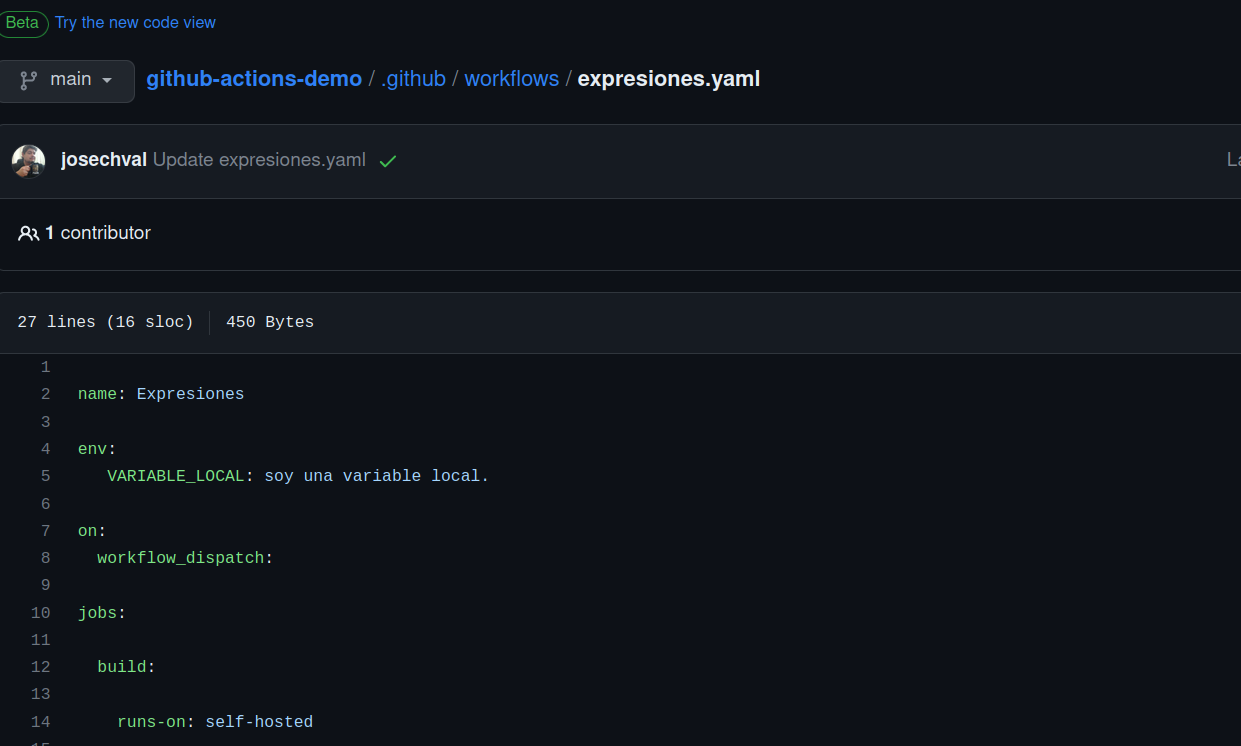 Beta Try the new code view
main github-actions-demo / .github / workflows / expresiones.yaml
josechval Update expresiones.yaml
1 contributor
27 lines (16 sloc) 450 Bytes
1
2 name: Expresiones
3
4 env:
5 VARIABLE_LOCAL: soy una variable local.
6
7 on:
8 workflow_dispatch:
9
10 jobs:
11
12 build:
13
14 runs-on: self-hosted